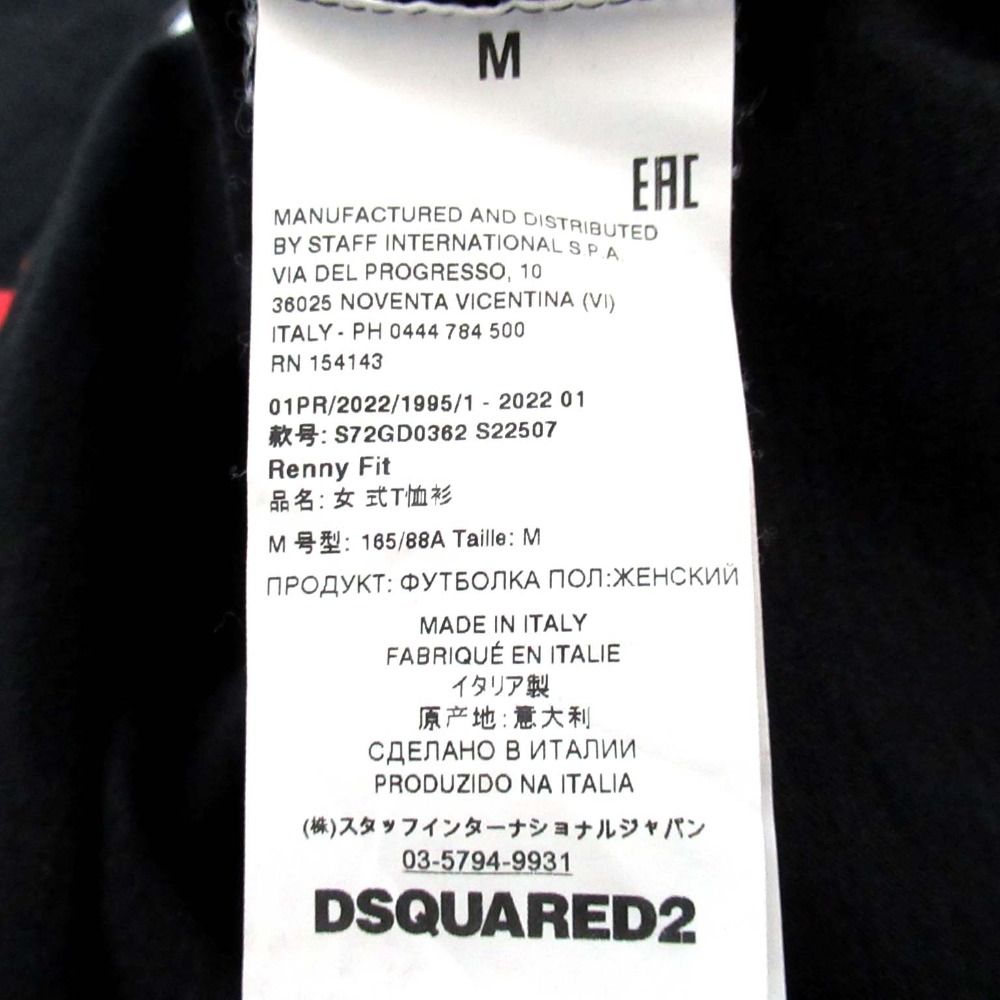 M
EAC
MANUFACTURED AND DISTRIBUTED
BY STAFF INTERNATIONAL S.P.A
VIA DEL PROGRESSO, 10
36025 NOVENTA VICENTINA (VI)
ITALY - PH 0444 784 500
RN 154143
01PR/2022/1995/1 - 2022 01
款号: S72GD0362 S22507
Renny Fit
品名: 女 式T恤衫
M 号型: 165/88A Taille: M
ПРОДУКТ: ФУТБОЛКА ПОЛ:ЖЕНСКИЙ
MADE IN ITALY
FABRIQUÉ EN ITALIE
イタリア製
原产地:意大利
СДЕЛАНО В ИТАЛИИ
PRODUZIDO NA ITALIA
(株)スタッフインターナショナルジャパン
03-5794-9931
DSQUARED2